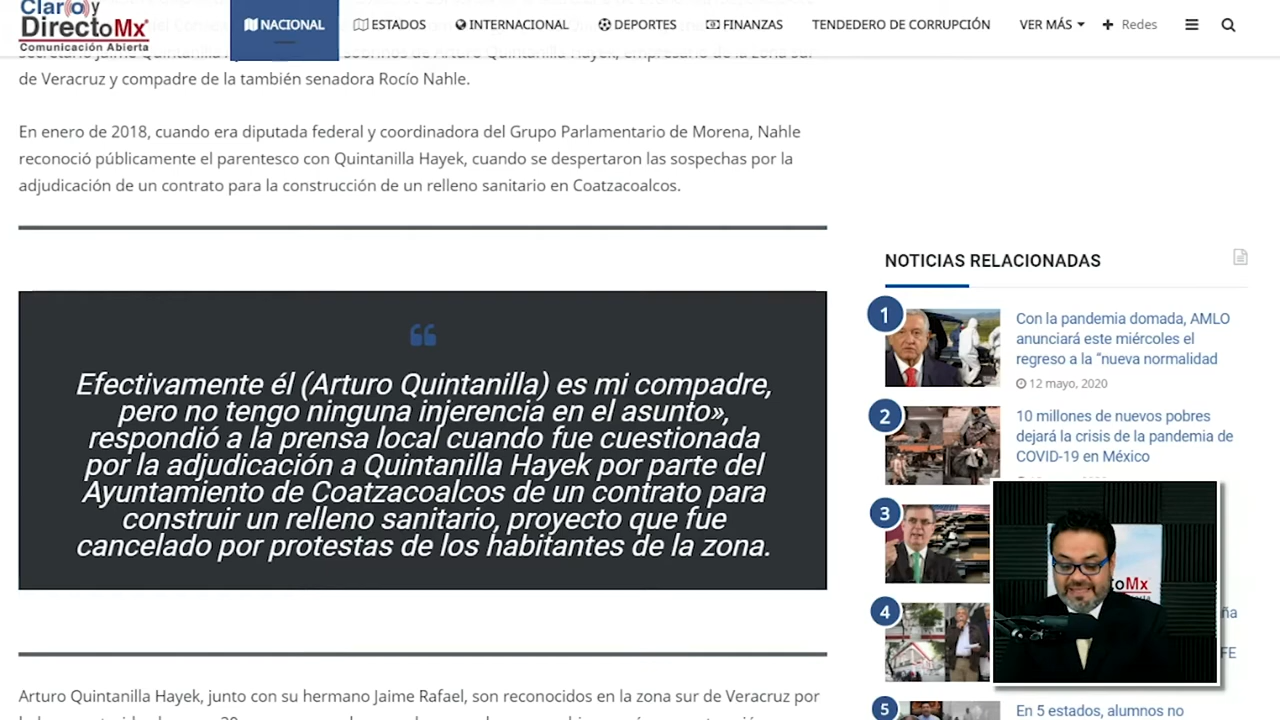 Claro y
DirectoMx®
Comunicación Abierta
NACIONAL
ESTADOS
INTERNACIONAL
DEPORTES
FINANZAS
TENDEDERO DE CORRUPCIÓN
VER MÁS
Redes
de Veracruz y compadre de la también senadora Rocío Nahle.
En enero de 2018, cuando era diputada federal y coordinadora del Grupo Parlamentario de Morena, Nahle
reconoció públicamente el parentesco con Quintanilla Hayek, cuando se despertaron las sospechas por la
adjudicación de un contrato para la construcción de un relleno sanitario en Coatzacoalcos.
Efectivamente él (Arturo Quintanilla) es mi compadre,
pero no tengo ninguna injerencia en el asunto»,
respondió a la prensa local cuando fue cuestionada
por la adjudicación a Quintanilla Hayek por parte del
Ayuntamiento de Coatzacoalcos de un contrato para
construir un relleno sanitario, proyecto que fue
cancelado por protestas de los habitantes de la zona.
Arturo Quintanilla Hayek, junto con su hermano Jaime Rafael, son reconocidos en la zona sur de Veracruz por
NOTICIAS RELACIONADAS
1
Con la pandemia domada, AMLO
anunciará este miércoles el
regreso a la “nueva normalidad
12 mayo, 2020
2
10 millones de nuevos pobres
dejará la crisis de la pandemia de
COVID-19 en México
3
4
ña
FE
toMx
5
En 5 estados, alumnos no